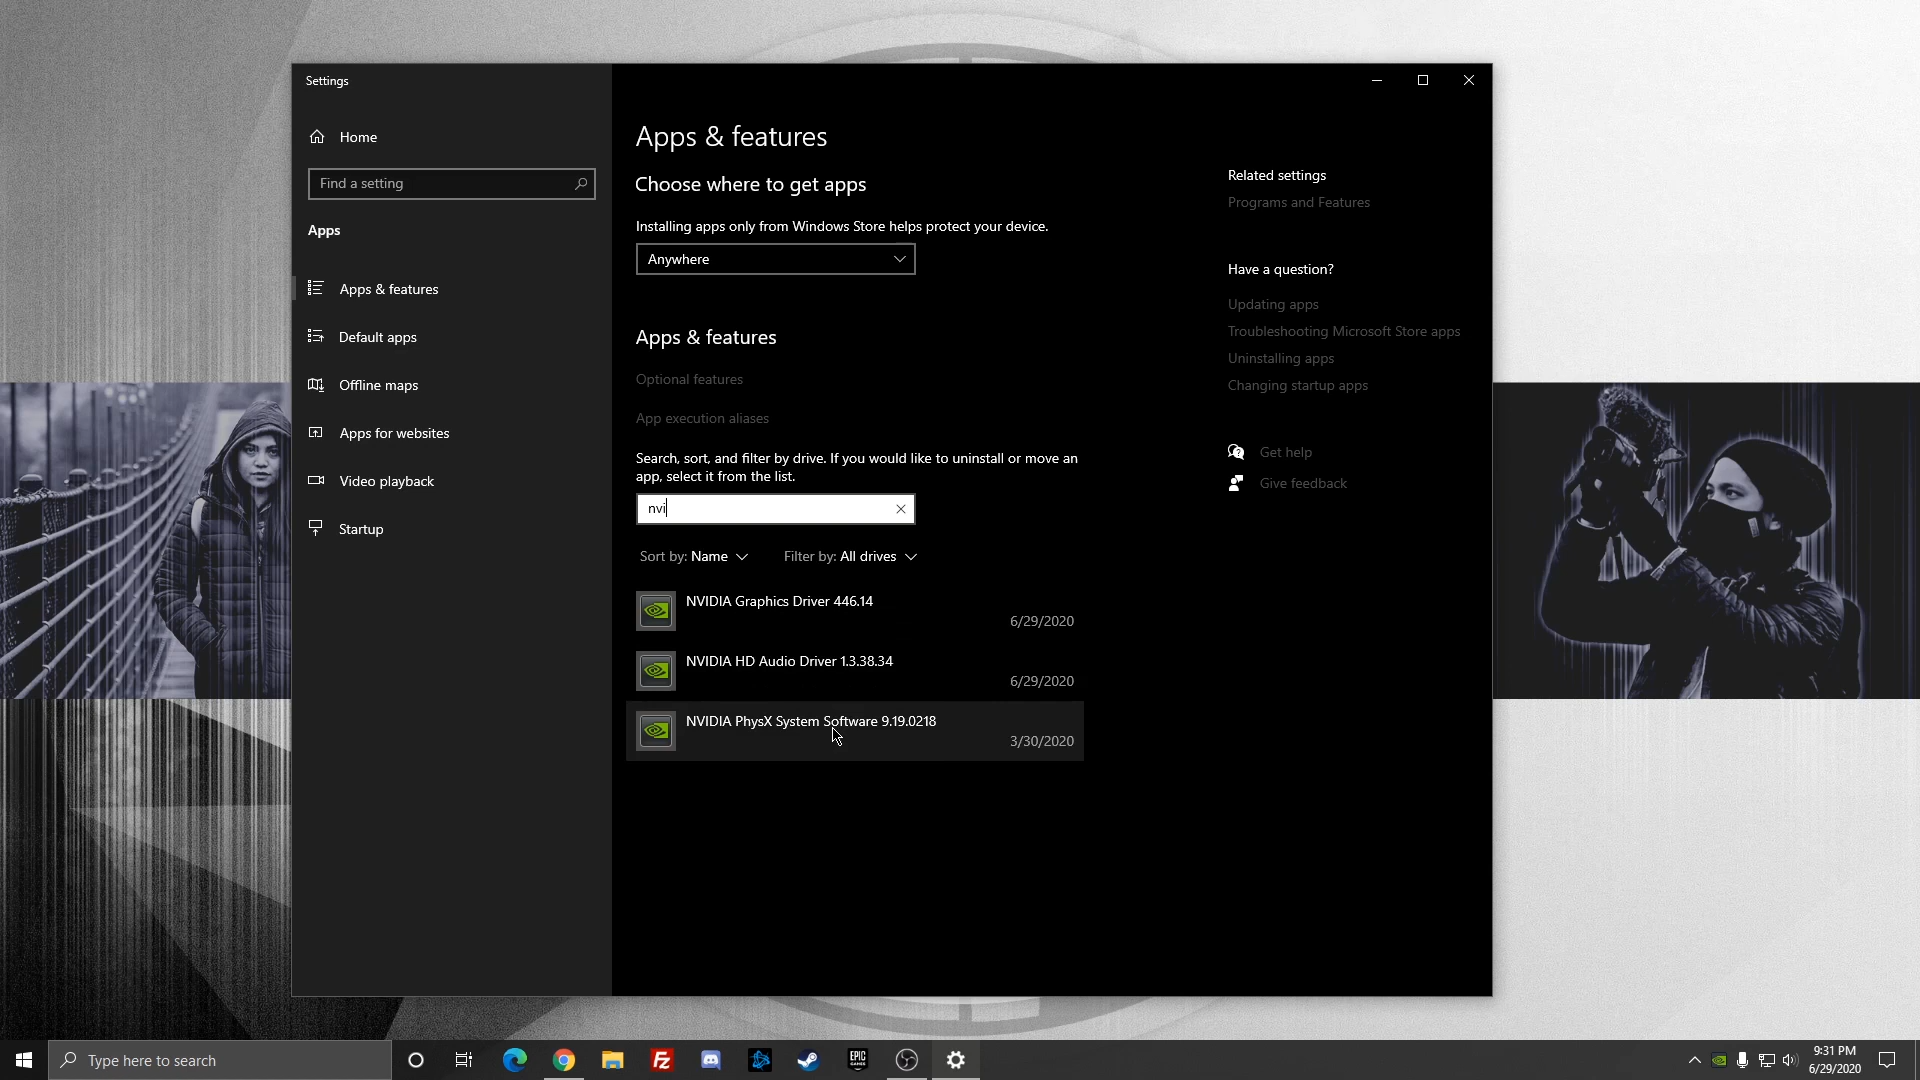 Settings
Home
Find a setting
Apps
Apps & features
Default apps
Offline maps
Apps for websites
Video playback
Startup
Apps & features
Choose where to get apps
Installing apps only from Windows Store helps protect your device.
Anywhere
Apps & features
Optional features
App execution aliases
Search, sort, and filter by drive. If you would like to uninstall or move an
app, select it from the list.
nvi
Sort by: Name
Filter by: All drives
NVIDIA Graphics Driver 446.14
6/29/2020
NVIDIA HD Audio Driver 1.3.38.34
6/29/2020
NVIDIA PhysX System Software 9.19.0218
3/30/2020
Related settings
Programs and Features
Have a question?
Updating apps
Troubleshooting Microsoft Store apps
Uninstalling apps
Changing startup apps
Get help
Give feedback
Type here to search
FZ
EPIC
GAMES
9:31 PM
6/29/2020